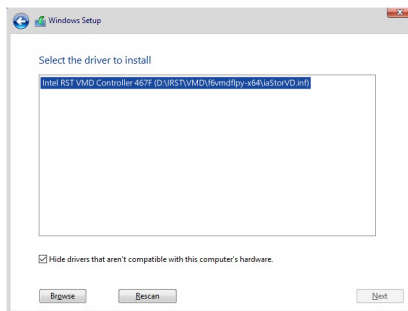 Windows Setup
Select the driver to install
Intel RST VMD Controller 467F (D:\IRST\VMD\f6vmdflpy-x64\iaStorVD.inf)
Hide drivers that aren't compatible with this computer's hardware.
Browse
Rescan
Next